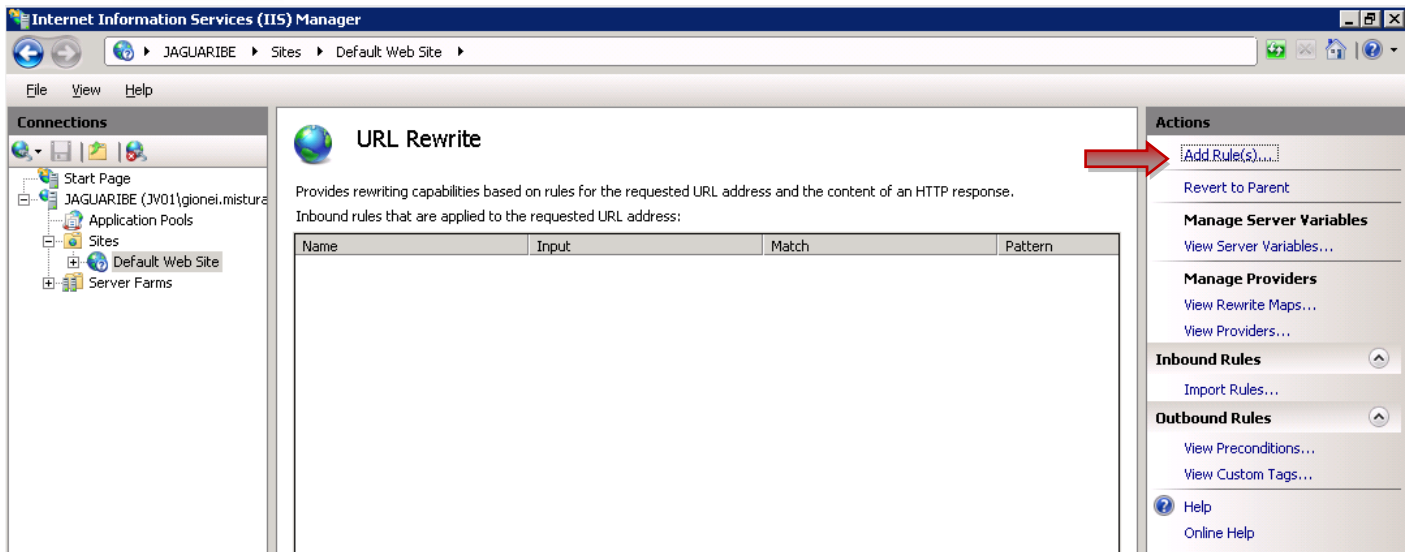 Internet Information Services (IIS) Manager
JAGUARIBE Sites Default Web Site
File View Help
Connections
Start Page
JAGUARIBE (JV01\gionei.mistura
Application Pools
Sites
Default Web Site
Server Farms
URL Rewrite
Provides rewriting capabilities based on rules for the requested URL address and the content of an HTTP response.
Inbound rules that are applied to the requested URL address:
Name Input Match Pattern
Actions
Add Rule(s)...
Revert to Parent
Manage Server Variables
View Server Variables...
Manage Providers
View Rewrite Maps...
View Providers...
Inbound Rules
Import Rules...
Outbound Rules
View Preconditions...
View Custom Tags...
Help
Online Help